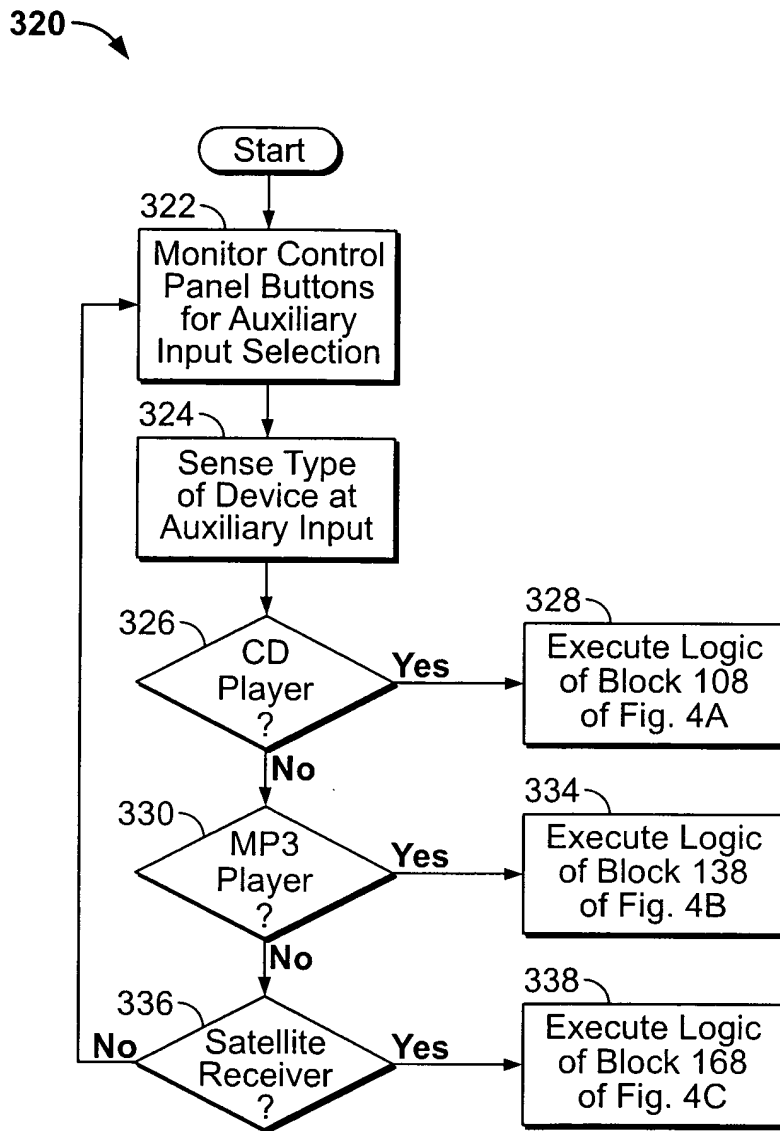 320
Start
322
Monitor Control
Panel Buttons
for Auxiliary
Input Selection
324
Sense Type
of Device at
Auxiliary Input
326
CD
Player
?
Yes
328
Execute Logic
of Block 108
of Fig. 4A
No
330
MP3
Player
?
Yes
334
Execute Logic
of Block 138
of Fig. 4B
No
336
Satellite
Receiver
?
No
Yes
338
Execute Logic
of Block 168
of Fig. 4C